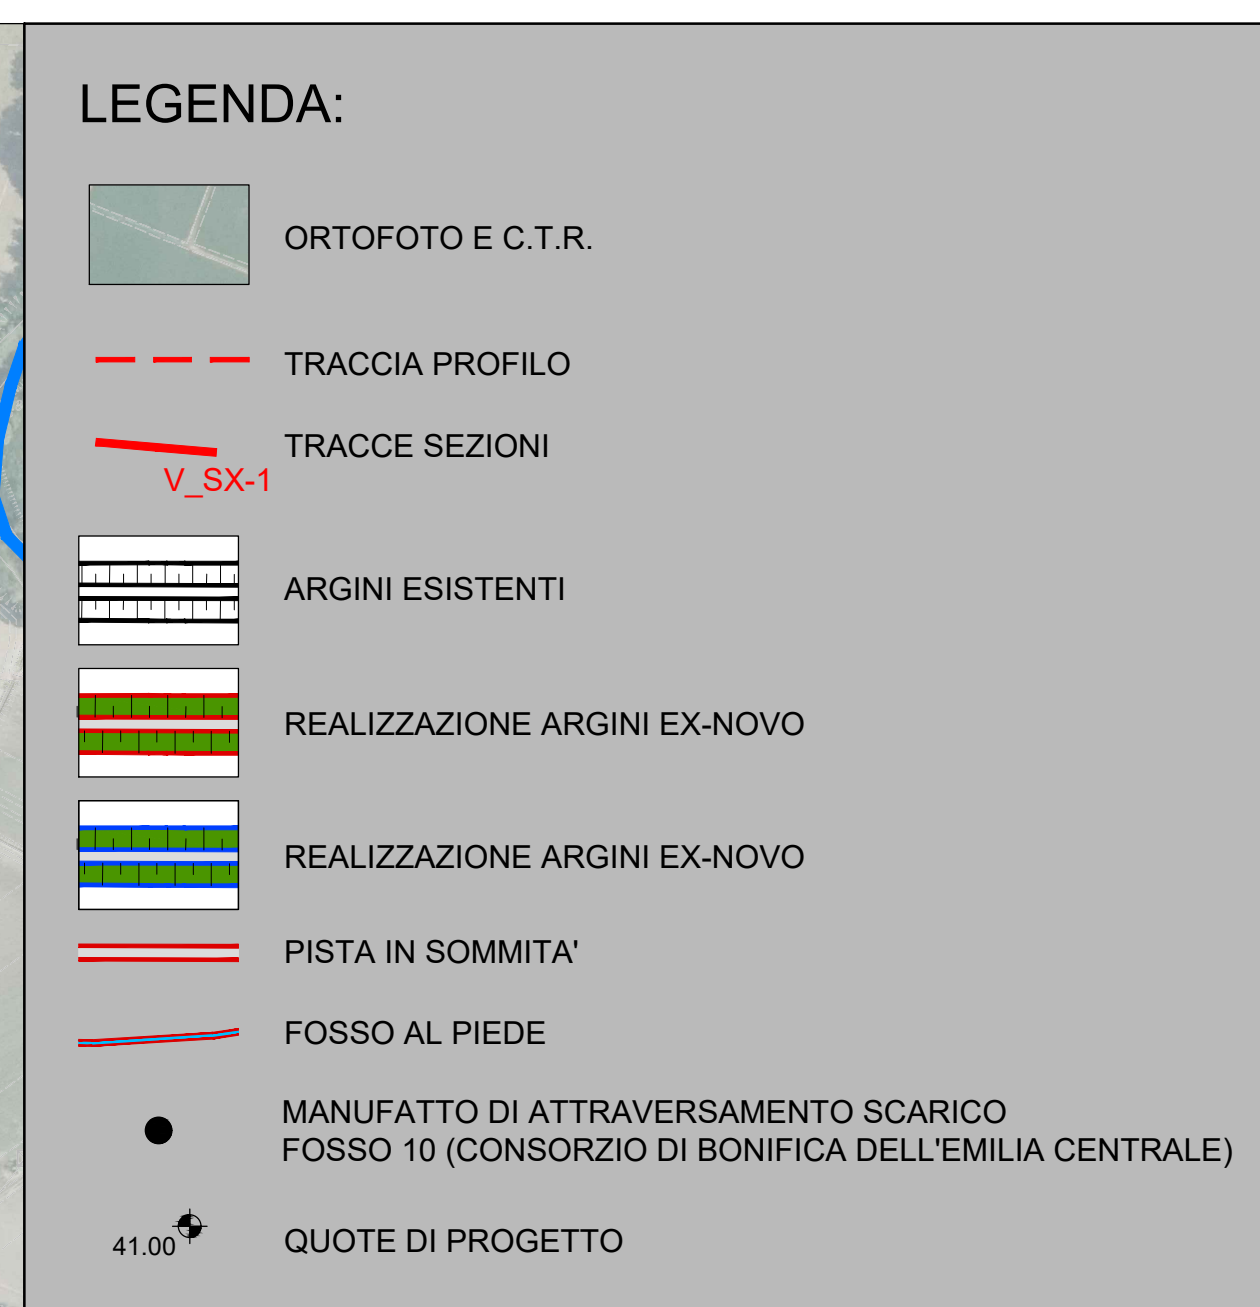 LEGENDA:
ORTOFOTO E C.T.R.
TRACCIA PROFILO
TRACCE SEZIONI
V_SX-1
ARGINI ESISTENTI
REALIZZAZIONE ARGINI EX-NOVO
REALIZZAZIONE ARGINI EX-NOVO
PISTA IN SOMMITA'
FOSSO AL PIEDE
MANUFATTO DI ATTRAVERSAMENTO SCARICO
FOSSO 10 (CONSORZIO DI BONIFICA DELL'EMILIA CENTRALE)
41.00 QUOTE DI PROGETTO